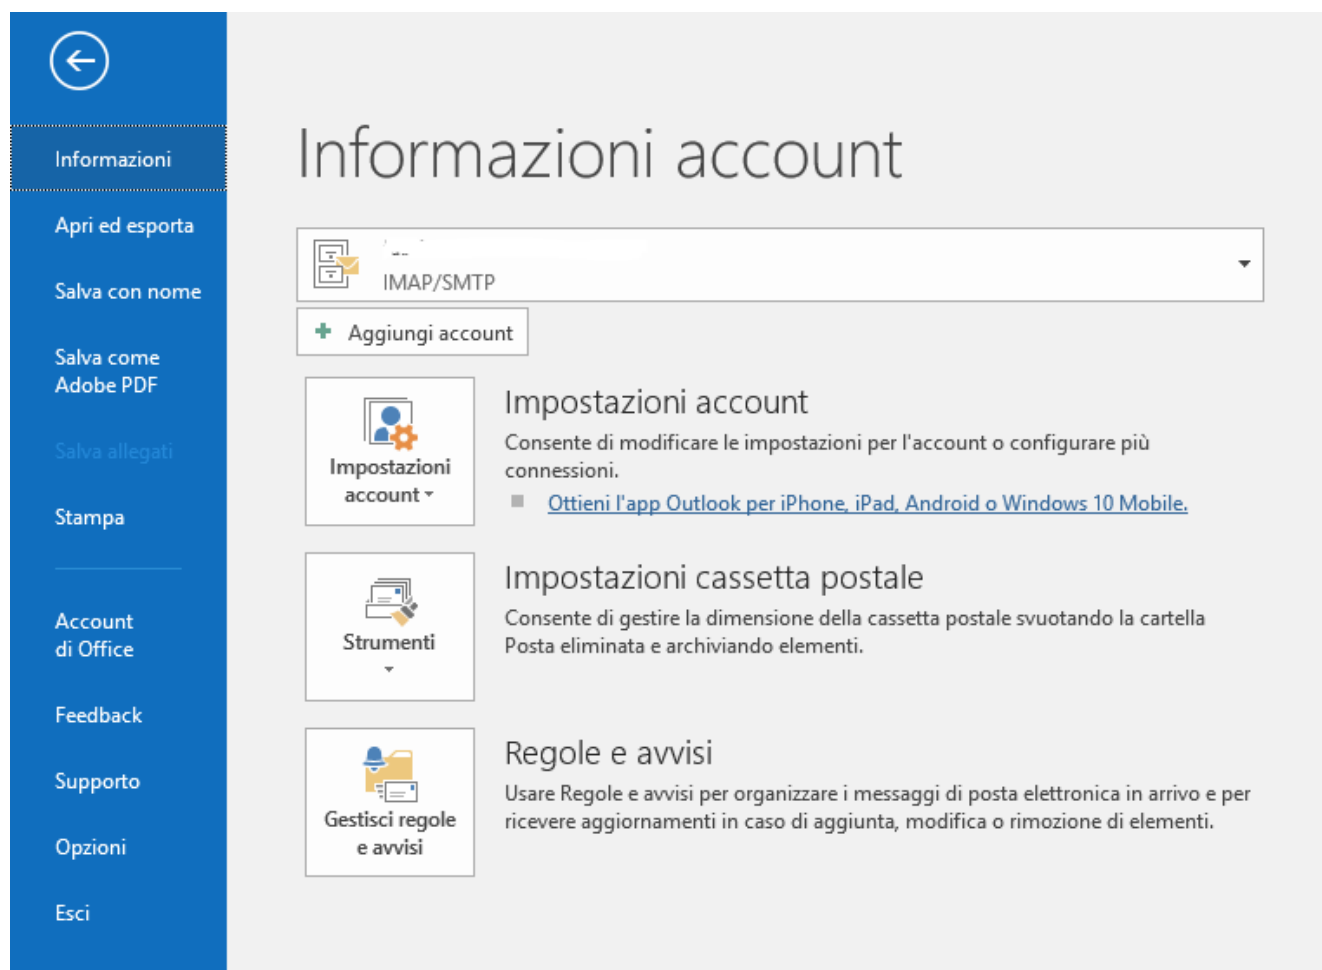 Informazioni
Apri ed esporta
Salva con nome
Salva come
Adobe PDF
Salva allegati
Stampa
Account
di Office
Feedback
Supporto
Opzioni
Esci
Informazioni account
IMAP/SMTP
Aggiungi account
Impostazioni
account
Impostazioni account
Consente di modificare le impostazioni per l'account o configurare più
connessioni.
Ottieni l'app Outlook per iPhone, iPad, Android o Windows 10 Mobile.
Strumenti
Impostazioni cassetta postale
Consente di gestire la dimensione della cassetta postale svuotando la cartella
Posta eliminata e archiviando elementi.
Gestisci regole
e avvisi
Regole e avvisi
Usare Regole e avvisi per organizzare i messaggi di posta elettronica in arrivo e per
ricevere aggiornamenti in caso di aggiunta, modifica o rimozione di elementi.